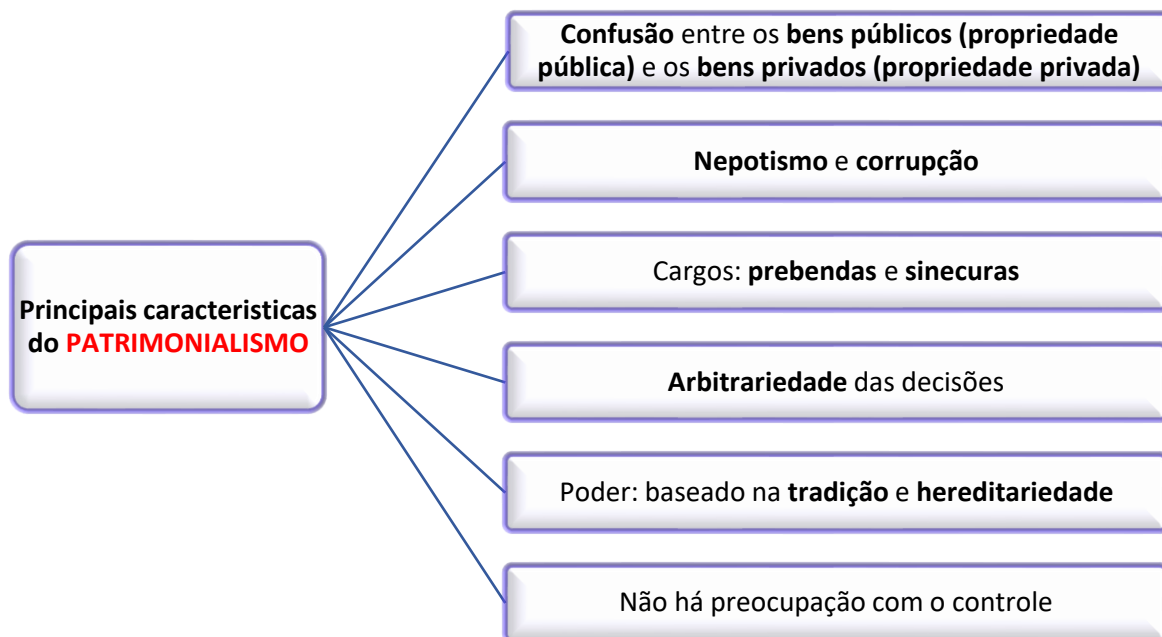 Confusão entre os bens públicos (propriedade
pública) e os bens privados (propriedade privada)
Nepotismo e corrupção
Cargos: prebendas e sinecuras
Principais caracteristicas
do PATRIMONIALISMO
Arbitrariedade das decisões
Poder: baseado na tradição e hereditariedade
Não há preocupação com o controle